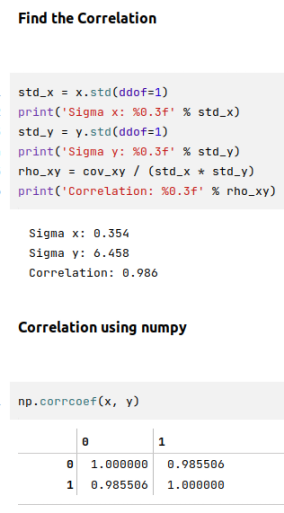 Find the Correlation
std_x = x.std(ddof=1)
print('Sigma x: %0.3f' % std_x)
std_y = y.std(ddof=1)
print('Sigma y: %0.3f' % std_y)
rho_xy = cov_xy / (std_x * std_y)
print('Correlation: %0.3f' % rho_xy)
Sigma x: 0.354
Sigma y: 6.458
Correlation: 0.986
Correlation using numpy
np.corrcoef(x, y)
0 1
0 1.000000 0.985506
1 0.985506 1.000000